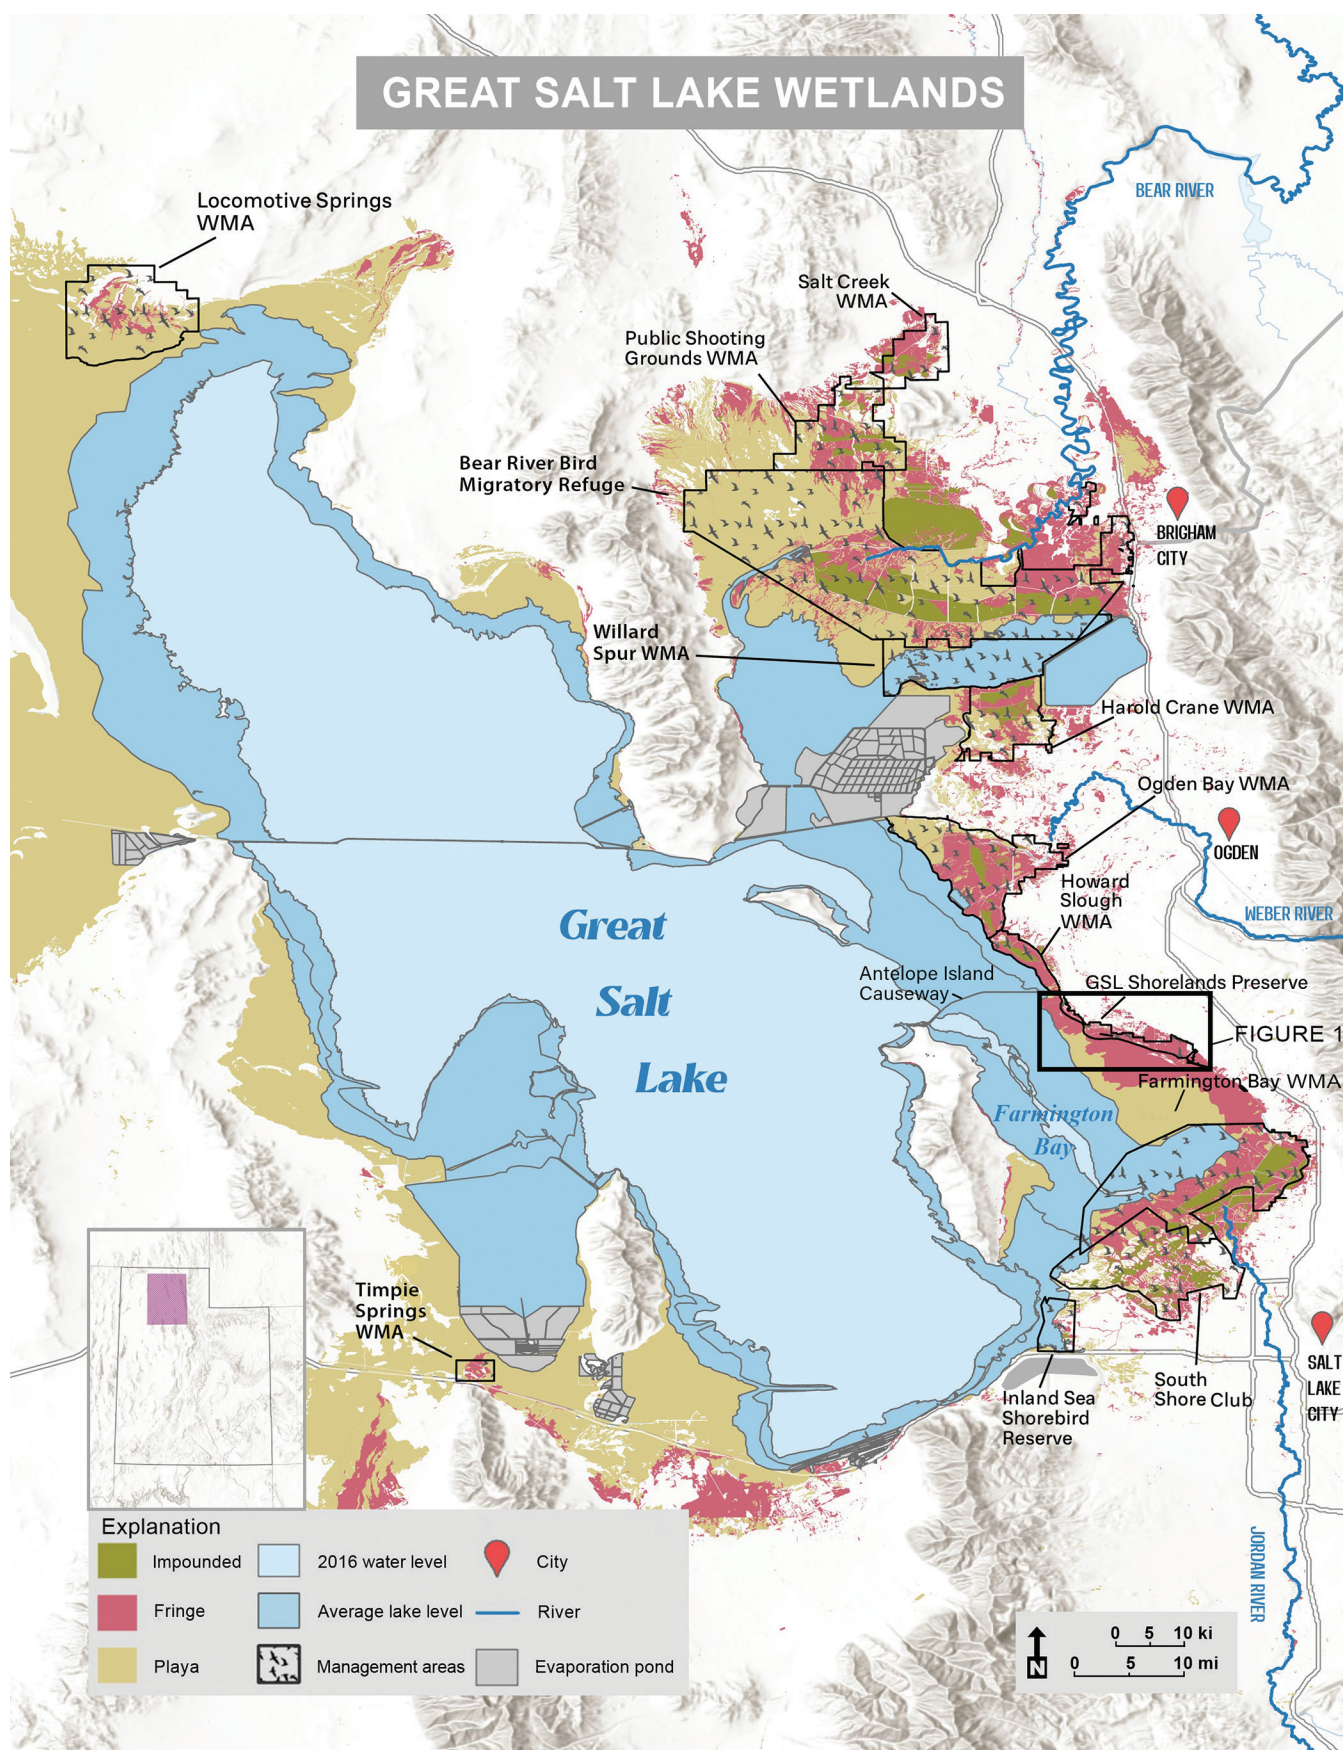 GREAT SALT LAKE WETLANDS
BEAR RIVER
Locomotive Springs
WMA
Salt Creek
WMA
Public Shooting
Grounds WMA
Bear River Bird
Migratory Refuge
BRIGHAM
CITY
Willard
Spur WMA
Harold Crane WMA
Ogden Bay WMA
OGDEN
Howard
Slough
WMA
WEBER RIVER
Great
Salt
Lake
Antelope Island
Causeway
GSL Shorelands Preserve
FIGURE 1
Farmington Bay WMA
Farmington
Bay
Timpie
Springs
WMA
SALT
LAKE
CITY
South
Shore Club
Inland Sea
Shorebird
Reserve
JORDAN RIVER
Explanation
Impounded
2016 water level
City
Fringe
Average lake level
River
Playa
Management areas
Evaporation pond
N
0 5 10 ki
0 5 10 mi